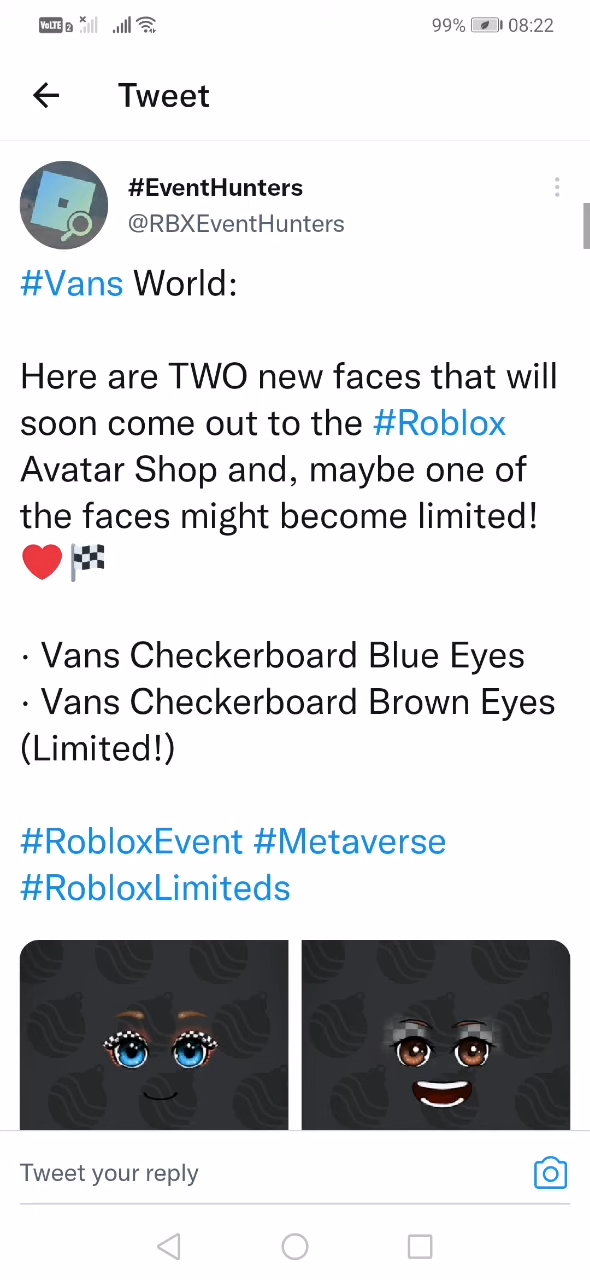 VoLTE 2 99% 08:22
Tweet
#EventHunters
@RBXEventHunters
#Vans World:
Here are TWO new faces that will
soon come out to the #Roblox
Avatar Shop and, maybe one of
the faces might become limited!
❤️🏁
· Vans Checkerboard Blue Eyes
· Vans Checkerboard Brown Eyes
(Limited!)
#RobloxEvent #Metaverse
#RobloxLimiteds
Tweet your reply